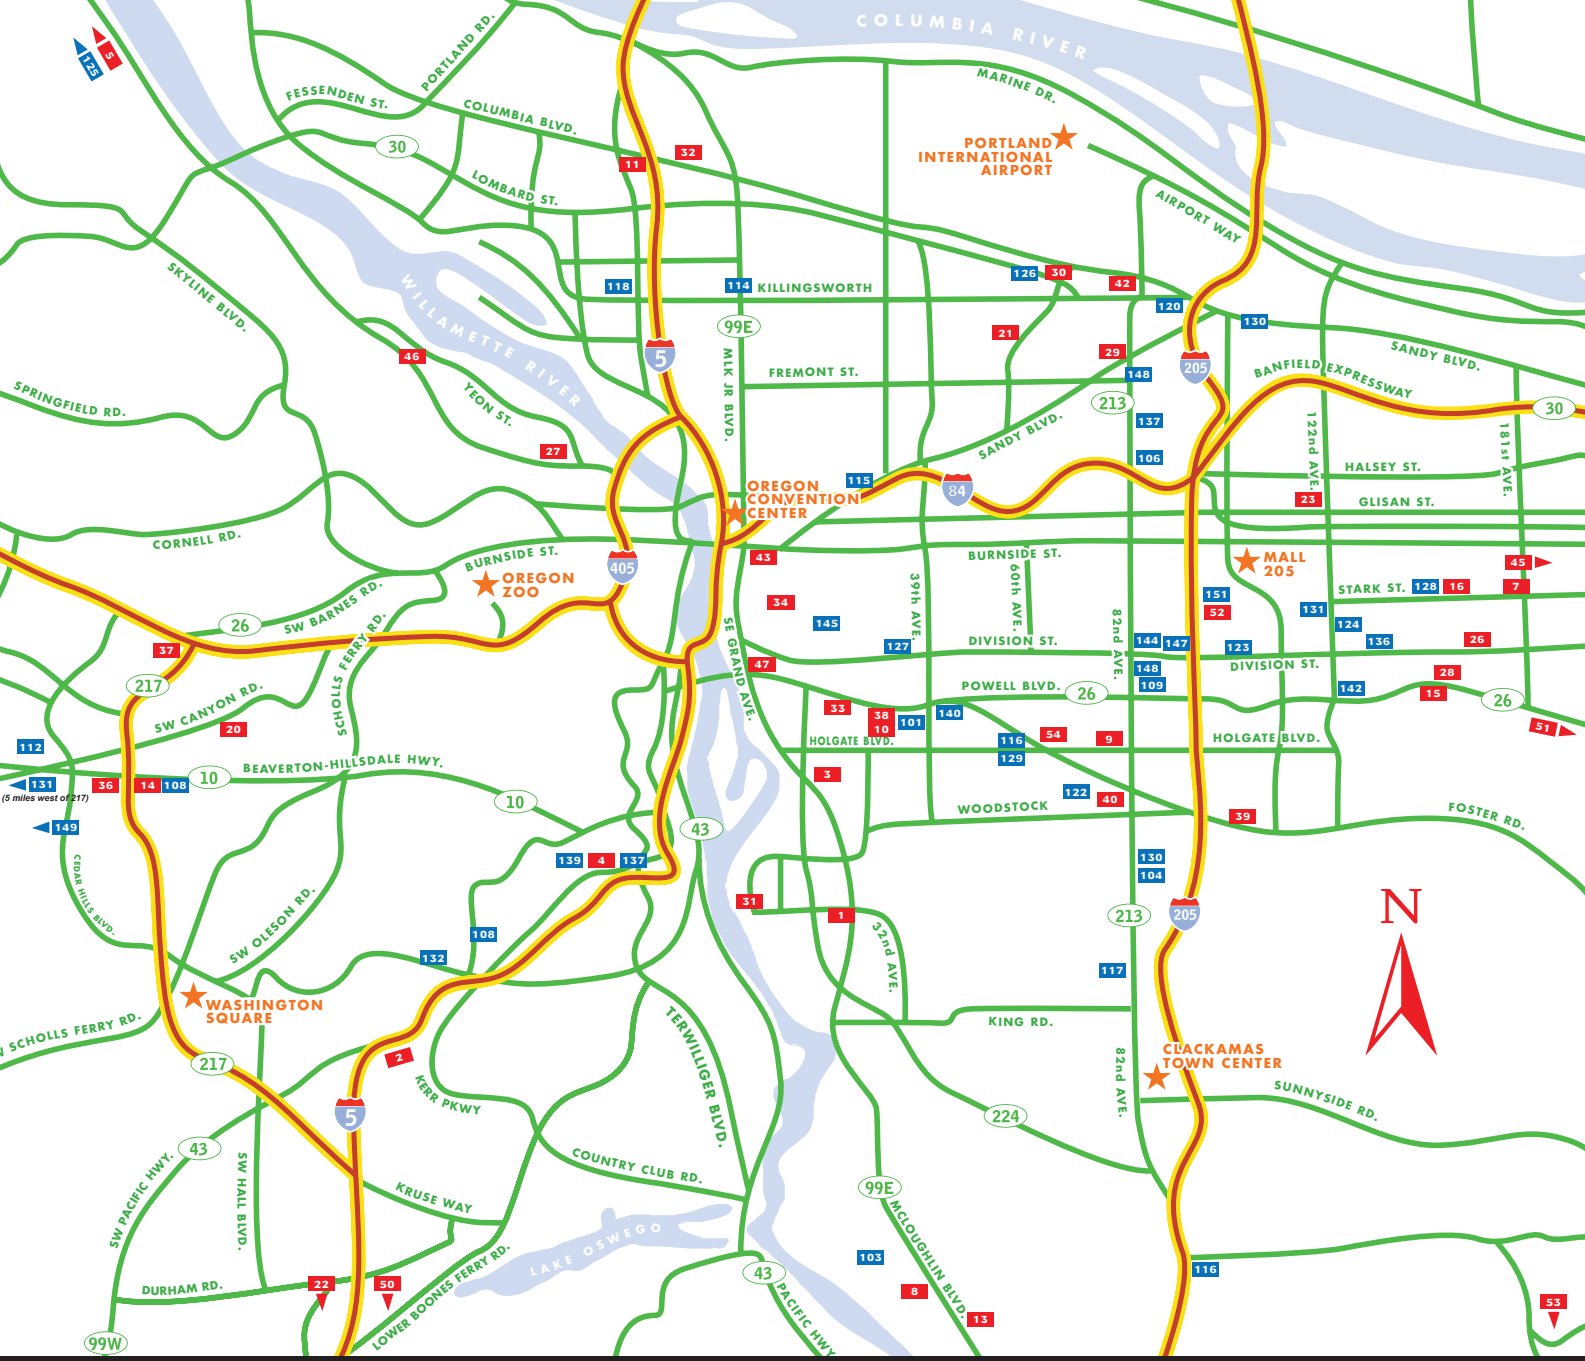 COLUMBIA RIVER
PORTLAND RD.
5
125
FESSENDEN ST.
COLUMBIA BLVD.
MARINE DR.
30
32
11
PORTLAND
INTERNATIONAL
AIRPORT
LOMBARD ST.
AIRPORT WAY
SKYLINE BLVD.
WILLAMETTE RIVER
118
114
KILLINGSWORTH
126
30
42
120
130
99E
21
5
46
29
148
205
SANDY BLVD.
BANFIELD EXPRESSWAY
MLK JR BLVD.
FREMONT ST.
SPRINGFIELD RD.
YEON ST.
213
30
137
SANDY BLVD.
122nd AVE.
181st AVE.
27
106
HALSEY ST.
115
84
OREGON
CONVENTION
CENTER
23
GLISAN ST.
CORNELL RD.
BURNSIDE ST.
43
BURNSIDE ST.
MALL
205
45
405
OREGON
ZOO
39th AVE.
60th AVE.
STARK ST.
128
16
7
151
34
52
131
SW BARNES RD.
26
145
124
SE GRAND AVE.
82nd AVE.
144
147
123
136
26
DIVISION ST.
127
37
47
DIVISION ST.
148
28
217
SCHOLLS FERRY RD.
109
POWELL BLVD.
26
142
15
26
SW CANYON RD.
33
38
10
101
140
20
54
9
51
112
HOLGATE BLVD.
116
HOLGATE BLVD.
129
BEAVERTON-HILLSDALE HWY.
3
131
36
14
108
10
(5 miles west of 217)
10
122
40
WOODSTOCK
39
FOSTER RD.
149
43
CEDAR HILLS BLVD.
139
4
137
130
104
N
SW OLESON RD.
31
1
213
205
108
32nd AVE.
132
117
WASHINGTON
SQUARE
W SCHOLLS FERRY RD.
KING RD.
TERWILLIGER BLVD.
CLACKAMAS
TOWN CENTER
217
2
82nd AVE.
KERR PKWY
SUNNYSIDE RD.
5
224
43
SW PACIFIC HWY.
SW HALL BLVD.
COUNTRY CLUB RD.
KRUSE WAY
99E
MCLOUGHLIN BLVD.
LAKE OSWEGO
103
116
43
DURHAM RD.
22
50
LOWER BOONES FERRY RD.
8
PACIFIC HWY
13
53
99W